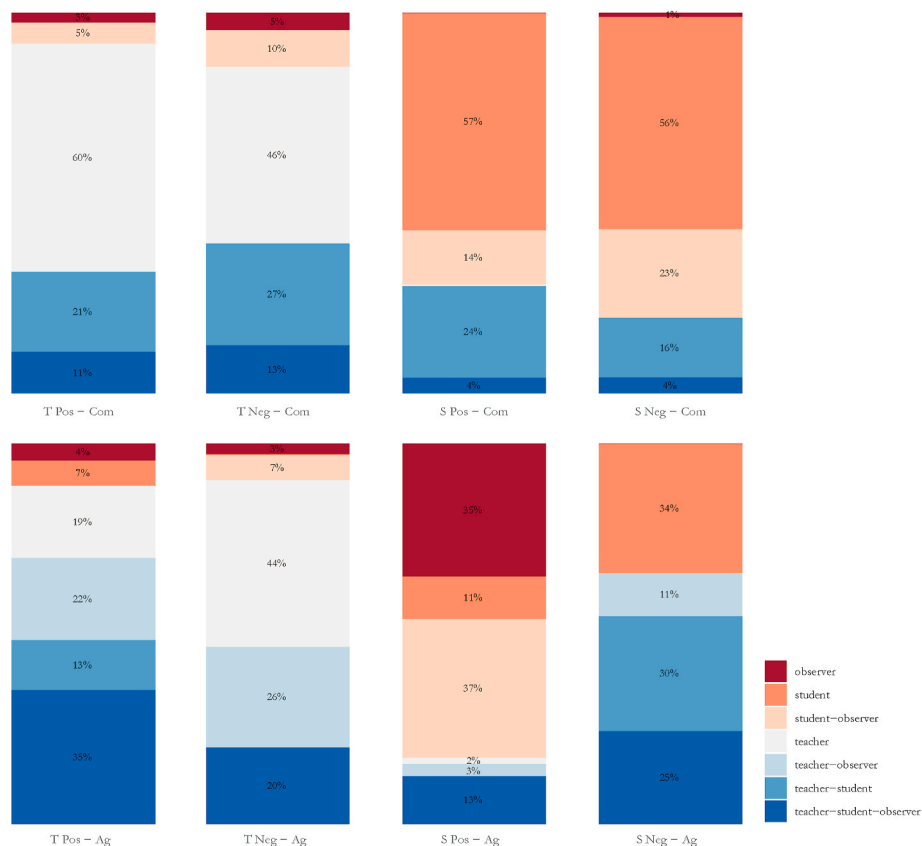 3%
5%
60%
21%
11%
T Pos − Com
5%
10%
46%
27%
13%
T Neg − Com
57%
14%
24%
4%
S Pos − Com
1%
56%
23%
16%
4%
S Neg − Com
4%
7%
19%
22%
13%
35%
T Pos − Ag
3%
7%
44%
26%
20%
T Neg − Ag
35%
11%
37%
2%
3%
13%
S Pos − Ag
34%
11%
30%
25%
S Neg − Ag
observer
student
student−observer
teacher
teacher−observer
teacher−student
teacher−student−observer